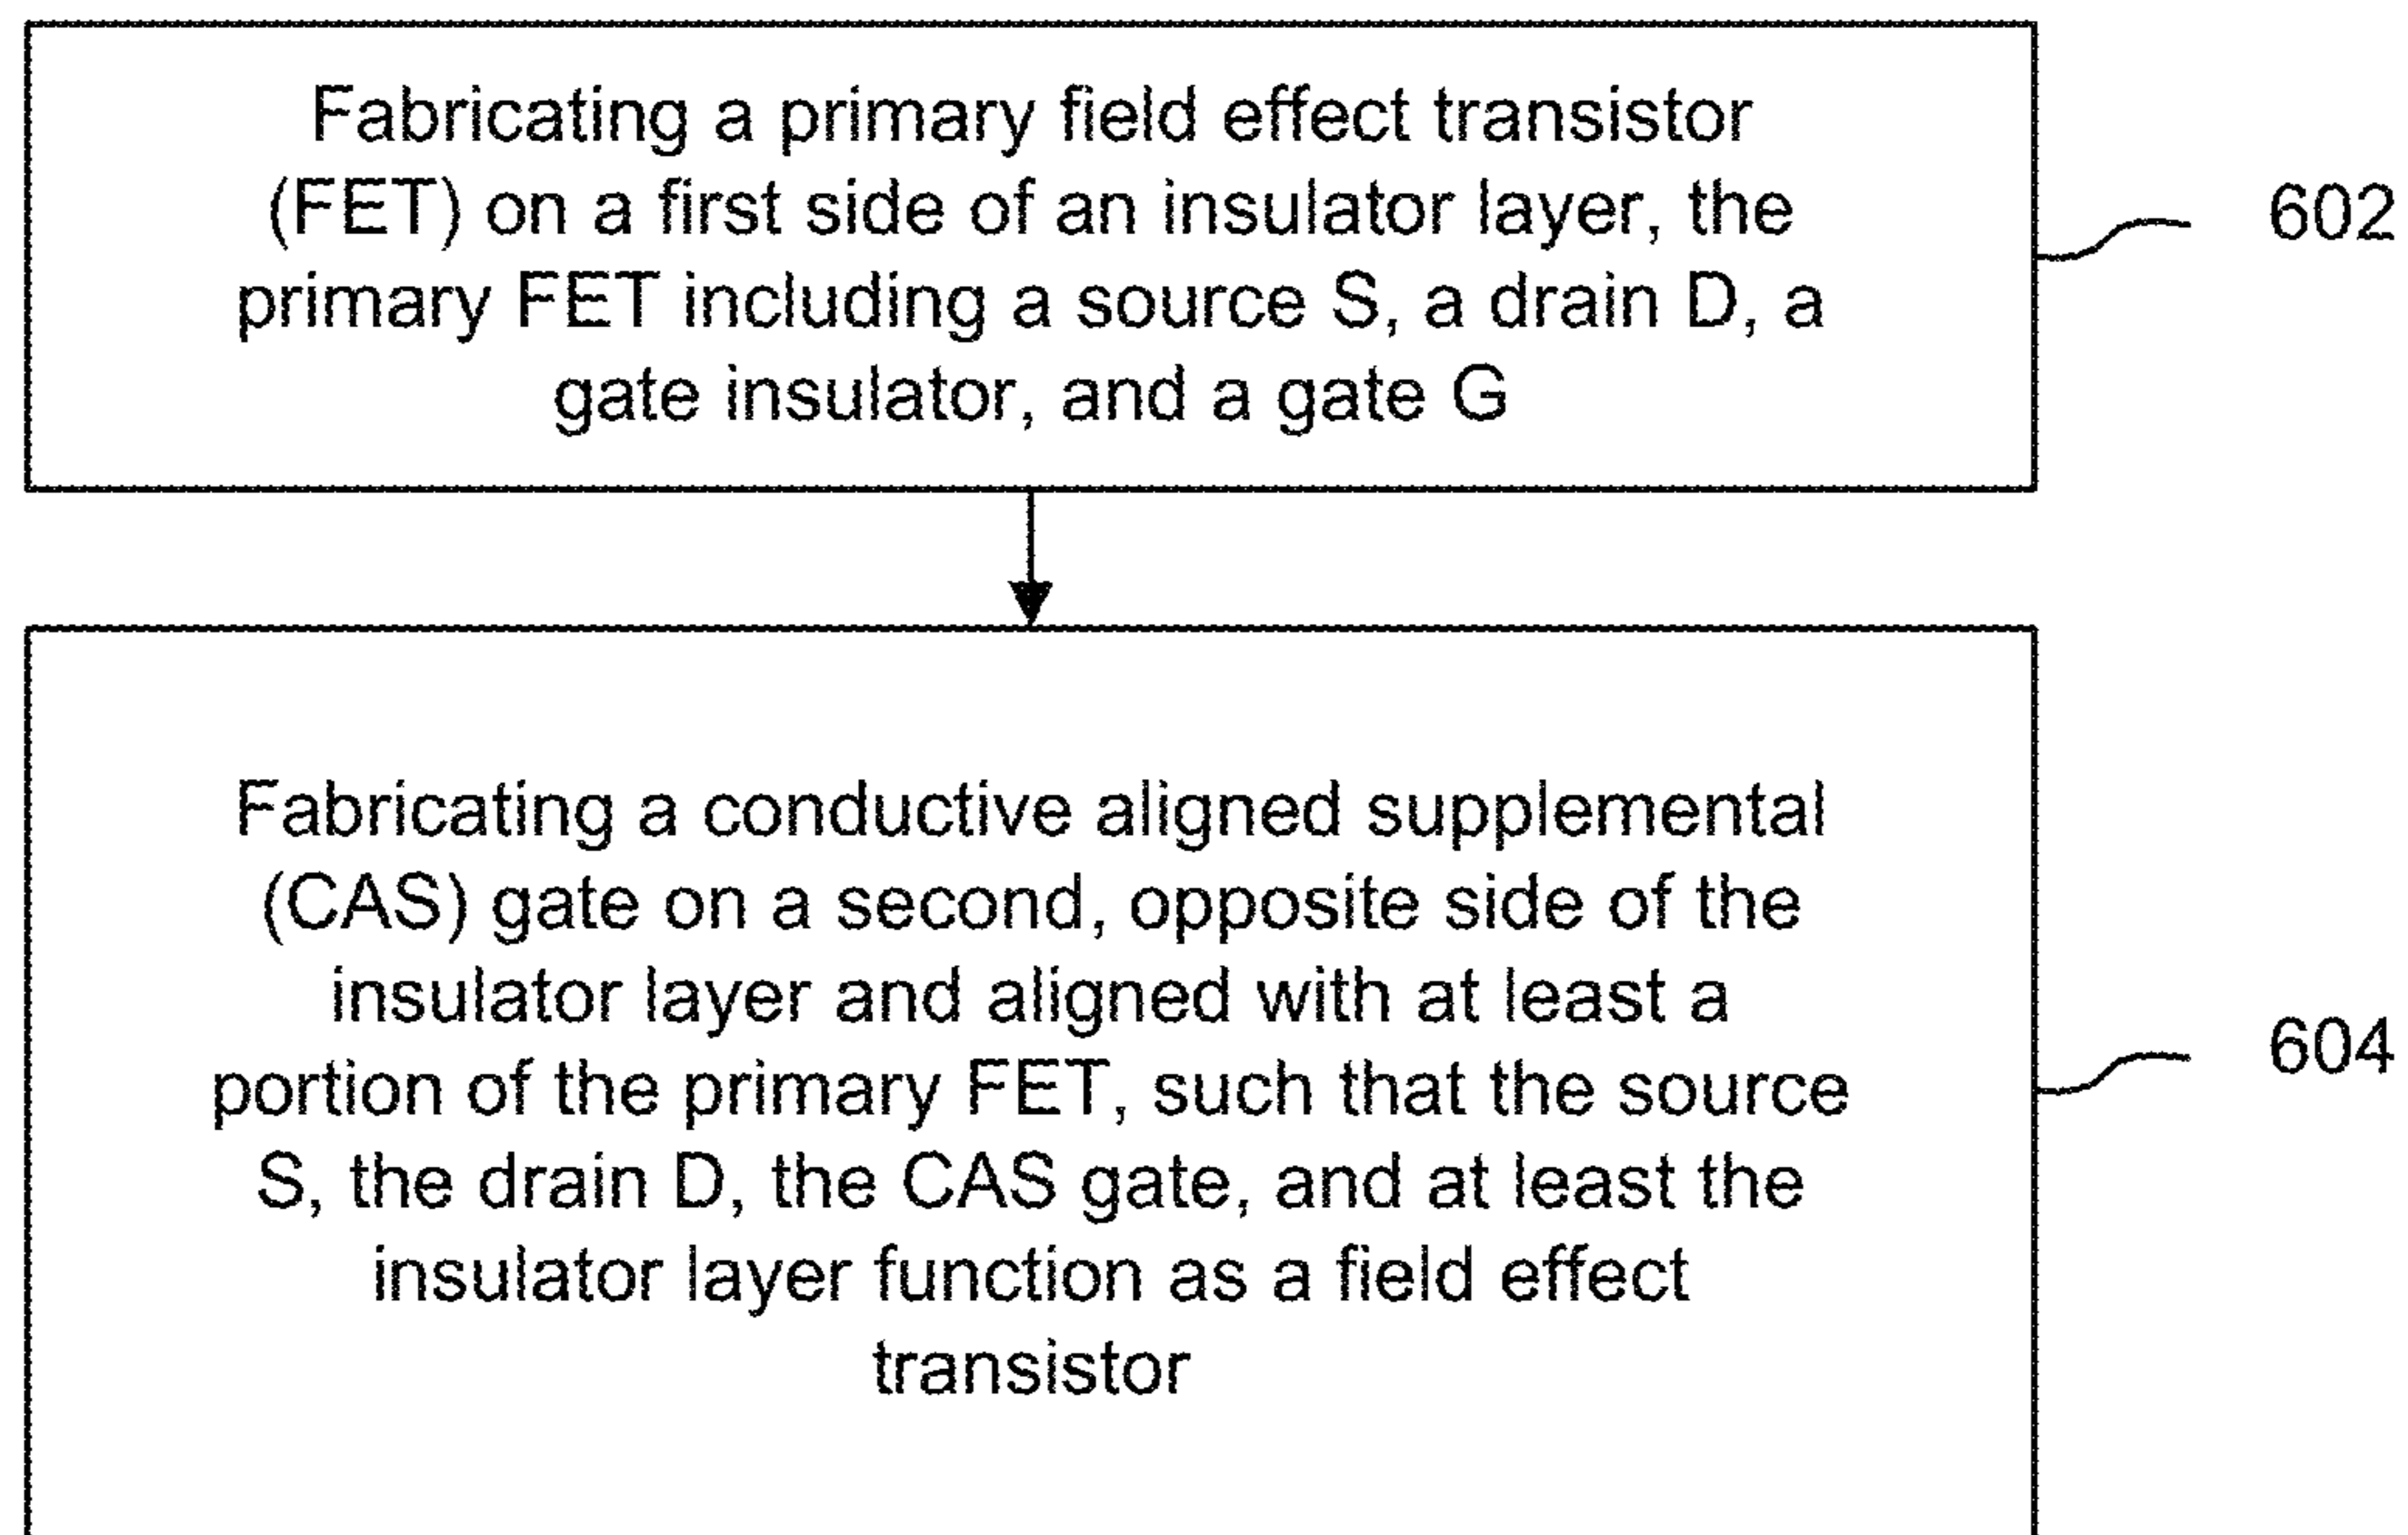 Fabricating a primary field effect transistor
(FET) on a first side of an insulator layer, the
primary FET including a source S, a drain D, a
gate insulator, and a gate G
602
Fabricating a conductive aligned supplemental
(CAS) gate on a second, opposite side of the
insulator layer and aligned with at least a
portion of the primary FET, such that the source
S, the drain D, the CAS gate, and at least the
insulator layer function as a field effect
transistor
604